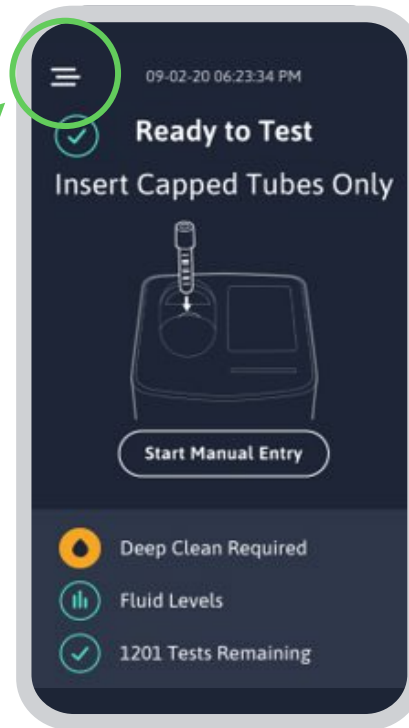 09-02-20 06:23:34 PM
Ready to Test
Insert Capped Tubes Only
Start Manual Entry
Deep Clean Required
Fluid Levels
1201 Tests Remaining